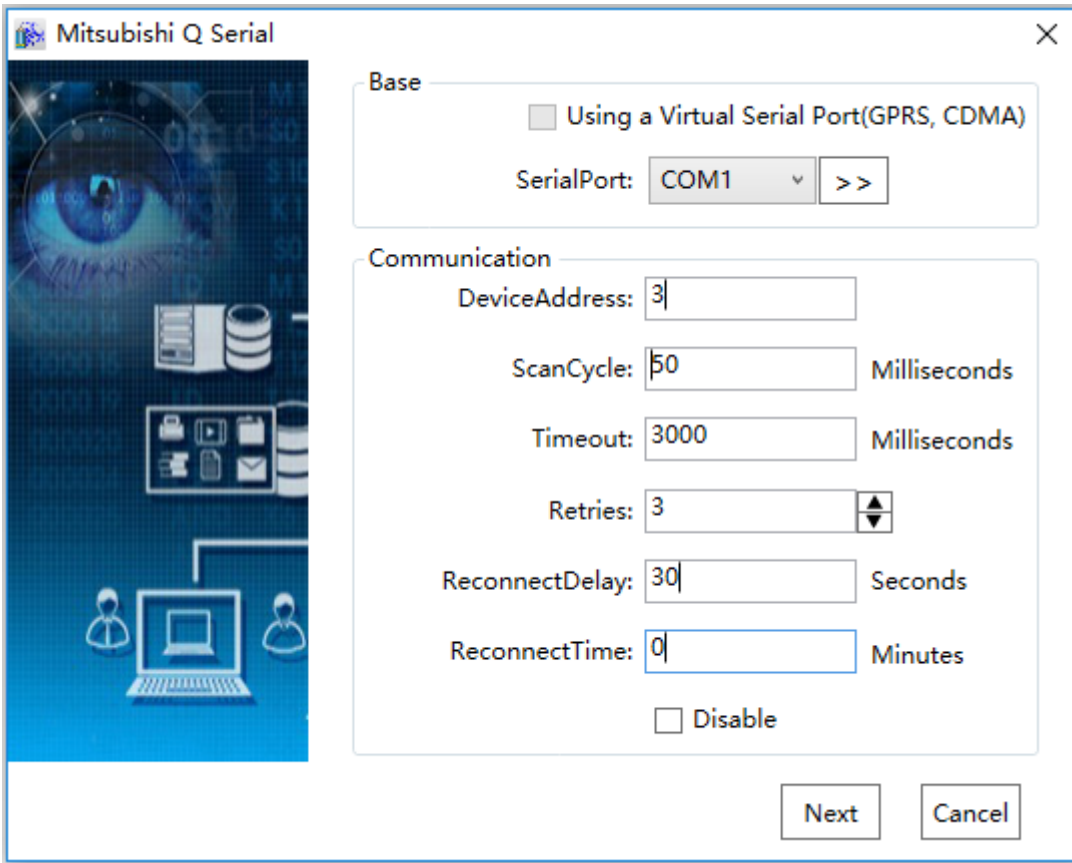 Mitsubishi Q Serial
Base
Using a Virtual Serial Port(GPRS, CDMA)
SerialPort: COM1 >>
Communication
DeviceAddress: 3
ScanCycle: 50 Milliseconds
Timeout: 3000 Milliseconds
Retries: 3
ReconnectDelay: 30 Seconds
ReconnectTime: 0 Minutes
Disable
Next Cancel